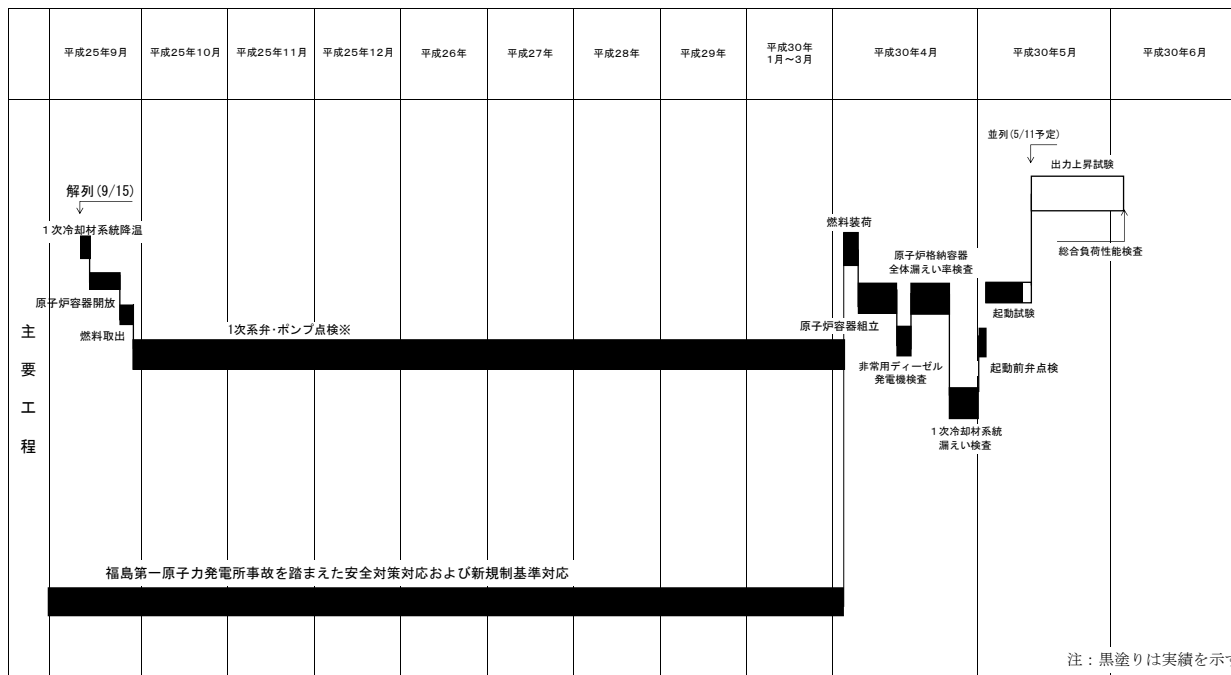 平成25年9月
平成25年10月
平成25年11月
平成25年12月
平成26年
平成27年
平成28年
平成29年
平成30年
1月～3月
平成30年4月
平成30年5月
平成30年6月
主要工程
解列(9/15)
1次冷却材系統降温
原子炉容器開放
燃料取出
1次系弁・ポンプ点検※
燃料装荷
原子炉容器組立
原子炉格納容器
全体漏えい率検査
非常用ディーゼル
発電機検査
1次冷却材系統
漏えい検査
並列(5/11予定)
出力上昇試験
総合負荷性能検査
起動試験
起動前弁点検
福島第一原子力発電所事故を踏まえた安全対策対応および新規制基準対応
注：黒塗りは実績を示す